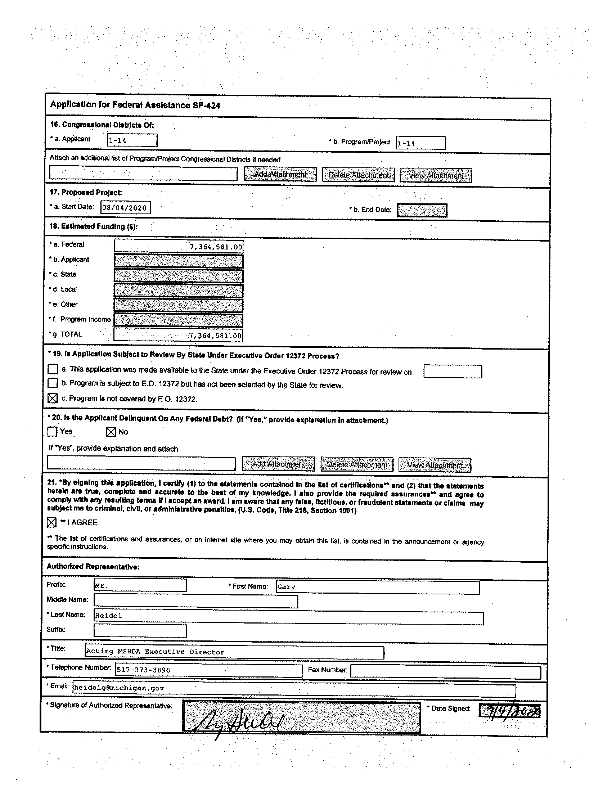 Application for Federal Assistance SF-424
16. Congressional Districts Of:
* a. Applicant 1-14 * b. Program/Project 1-14
Attach an additional list of Program/Project Congressional Districts if needed
Add Attachment Delete Attachment View Attachment
17. Proposed Project:
* a. Start Date: 08/04/2020 * b. End Date:
18. Estimated Funding ($):
* a. Federal 7,364,581.00
* b. Applicant
* c. State
* d. Local
* e. Other
* f. Program Income
* g. TOTAL 7,364,581.00
* 19. Is Application Subject to Review By State Under Executive Order 12372 Process?
a. This application was made available to the State under the Executive Order 12372 Process for review on
b. Program is subject to E.O. 12372 but has not been selected by the State for review.
c. Program is not covered by E.O. 12372.
* 20. Is the Applicant Delinquent On Any Federal Debt? (If "Yes," provide explanation in attachment.)
Yes No
If "Yes", provide explanation and attach
Add Attachment Delete Attachment View Attachment
21. *By signing this application, I certify (1) to the statements contained in the list of certifications** and (2) that the statements
herein are true, complete and accurate to the best of my knowledge. I also provide the required assurances** and agree to
comply with any resulting terms if I accept an award. I am aware that any false, fictitious, or fraudulent statements or claims may
subject me to criminal, civil, or administrative penalties. (U.S. Code, Title 218, Section 1001)
** I AGREE
** The list of certifications and assurances, or an internet site where you may obtain this list, is contained in the announcement or agency
specific instructions.
Authorized Representative:
Prefix: Mr. * First Name: Gary
Middle Name:
* Last Name: Heidel
Suffix:
* Title: Acting MSHDA Executive Director
* Telephone Number: 517-373-
Fax Number:
* Email: heidelg@michigan.gov
* Signature of Authorized Representative: * Date Signed: